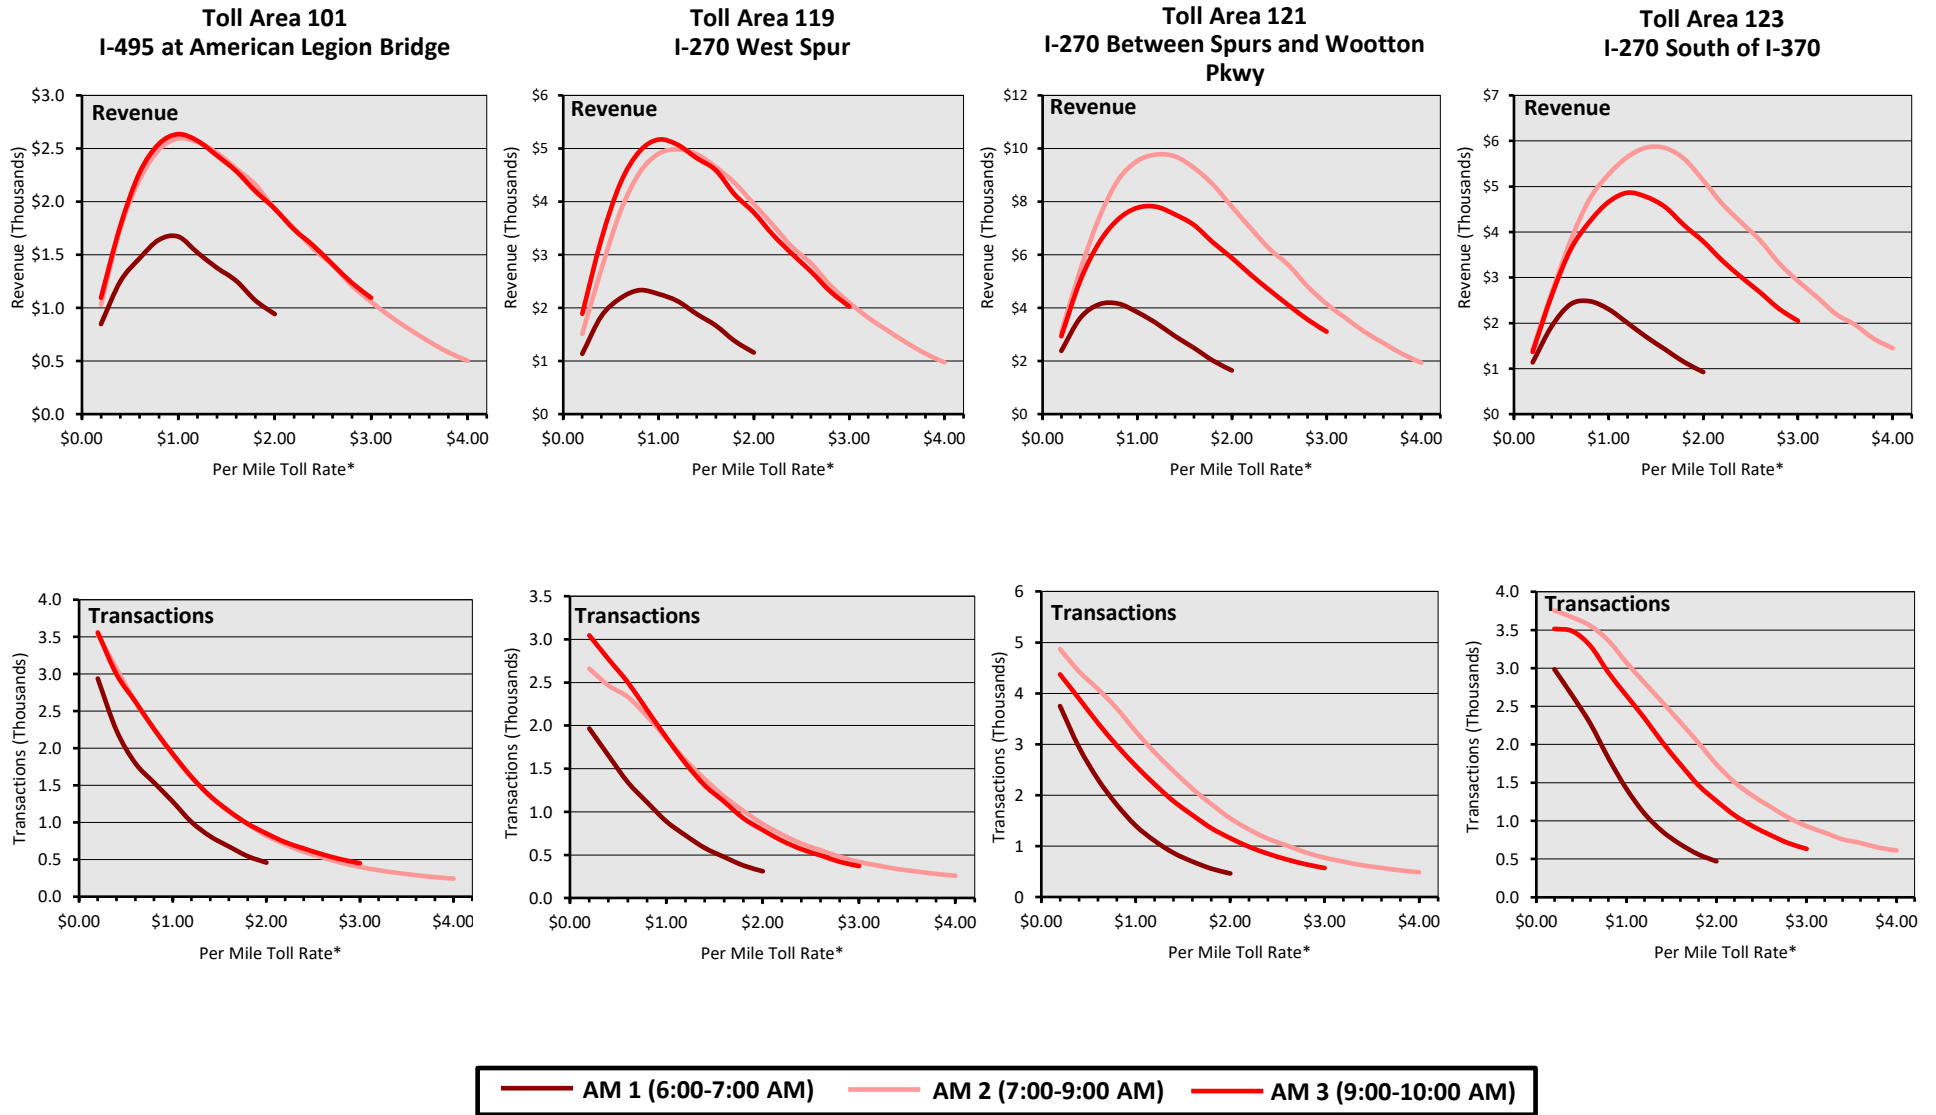 Toll Area 101
I-495 at American Legion Bridge
Toll Area 119
I-270 West Spur
Toll Area 121
I-270 Between Spurs and Wootton
Pkwy
Toll Area 123
I-270 South of I-370
Revenue
Revenue (Thousands)
$3.0
$2.5
$2.0
$1.5
$1.0
$0.5
$0.0
$0.00 $1.00 $2.00 $3.00 $4.00
Per Mile Toll Rate*
Revenue
Revenue (Thousands)
$6
$5
$4
$3
$2
$1
$0
$0.00 $1.00 $2.00 $3.00 $4.00
Per Mile Toll Rate*
Revenue
Revenue (Thousands)
$12
$10
$8
$6
$4
$2
$0
$0.00 $1.00 $2.00 $3.00 $4.00
Per Mile Toll Rate*
Revenue
Revenue (Thousands)
$7
$6
$5
$4
$3
$2
$1
$0
$0.00 $1.00 $2.00 $3.00 $4.00
Per Mile Toll Rate*
Transactions
Transactions (Thousands)
4.0
3.5
3.0
2.5
2.0
1.5
1.0
0.5
0.0
$0.00 $1.00 $2.00 $3.00 $4.00
Per Mile Toll Rate*
Transactions
Transactions (Thousands)
3.5
3.0
2.5
2.0
1.5
1.0
0.5
0.0
$0.00 $1.00 $2.00 $3.00 $4.00
Per Mile Toll Rate*
Transactions
Transactions (Thousands)
6
5
4
3
2
1
0
$0.00 $1.00 $2.00 $3.00 $4.00
Per Mile Toll Rate*
Transactions
Transactions (Thousands)
4.0
3.5
3.0
2.5
2.0
1.5
1.0
0.5
0.0
$0.00 $1.00 $2.00 $3.00 $4.00
Per Mile Toll Rate*
AM 1 (6:00-7:00 AM) AM 2 (7:00-9:00 AM) AM 3 (9:00-10:00 AM)